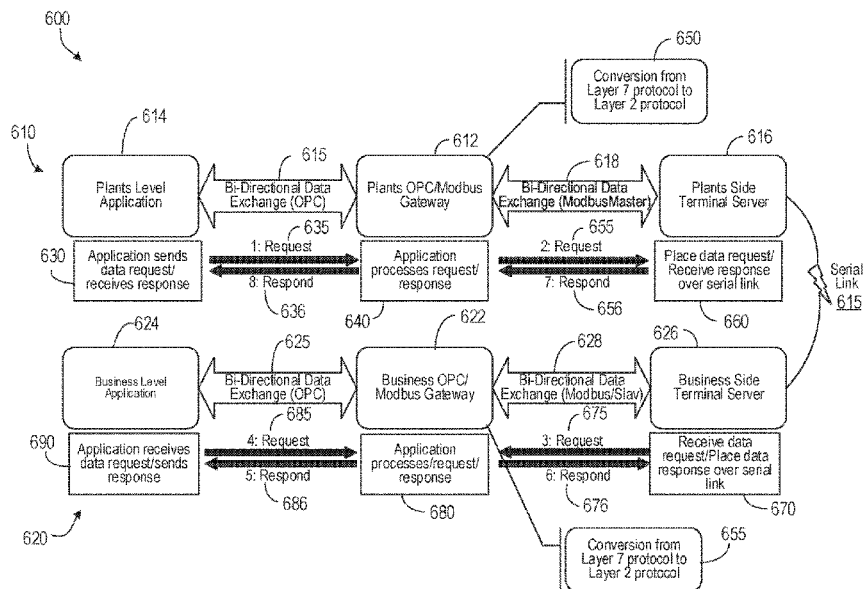 600
650
Conversion from
Layer 7 protocol to
Layer 2 protocol
610
614
615
612
618
616
Plants Level
Application
Bi-Directional Data
Exchange (OPC)
Plants OPC/Modbus
Gateway
Bi-Directional Data
Exchange (ModbusMaster)
Plants Side
Terminal Server
630
Application sends
data request/
receives response
635
1: Request
8: Respond
636
Application
processes request/
response
640
655
2: Request
7: Respond
656
Place data request/
Receive response
over serial link
660
Serial
Link
615
624
625
622
628
626
Business Level
Application
Bi-Directional Data
Exchange (OPC)
Business OPC/
Modbus Gateway
Bi-Directional Data
Exchange (Modbus/Slav)
Business Side
Terminal Server
690
Application receives
data request/sends
response
685
4: Request
5: Respond
686
Application
processes/request/
response
680
675
3: Request
6: Respond
676
Receive data
request/Place data
response over serial
link
670
620
655
Conversion from
Layer 7 protocol to
Layer 2 protocol